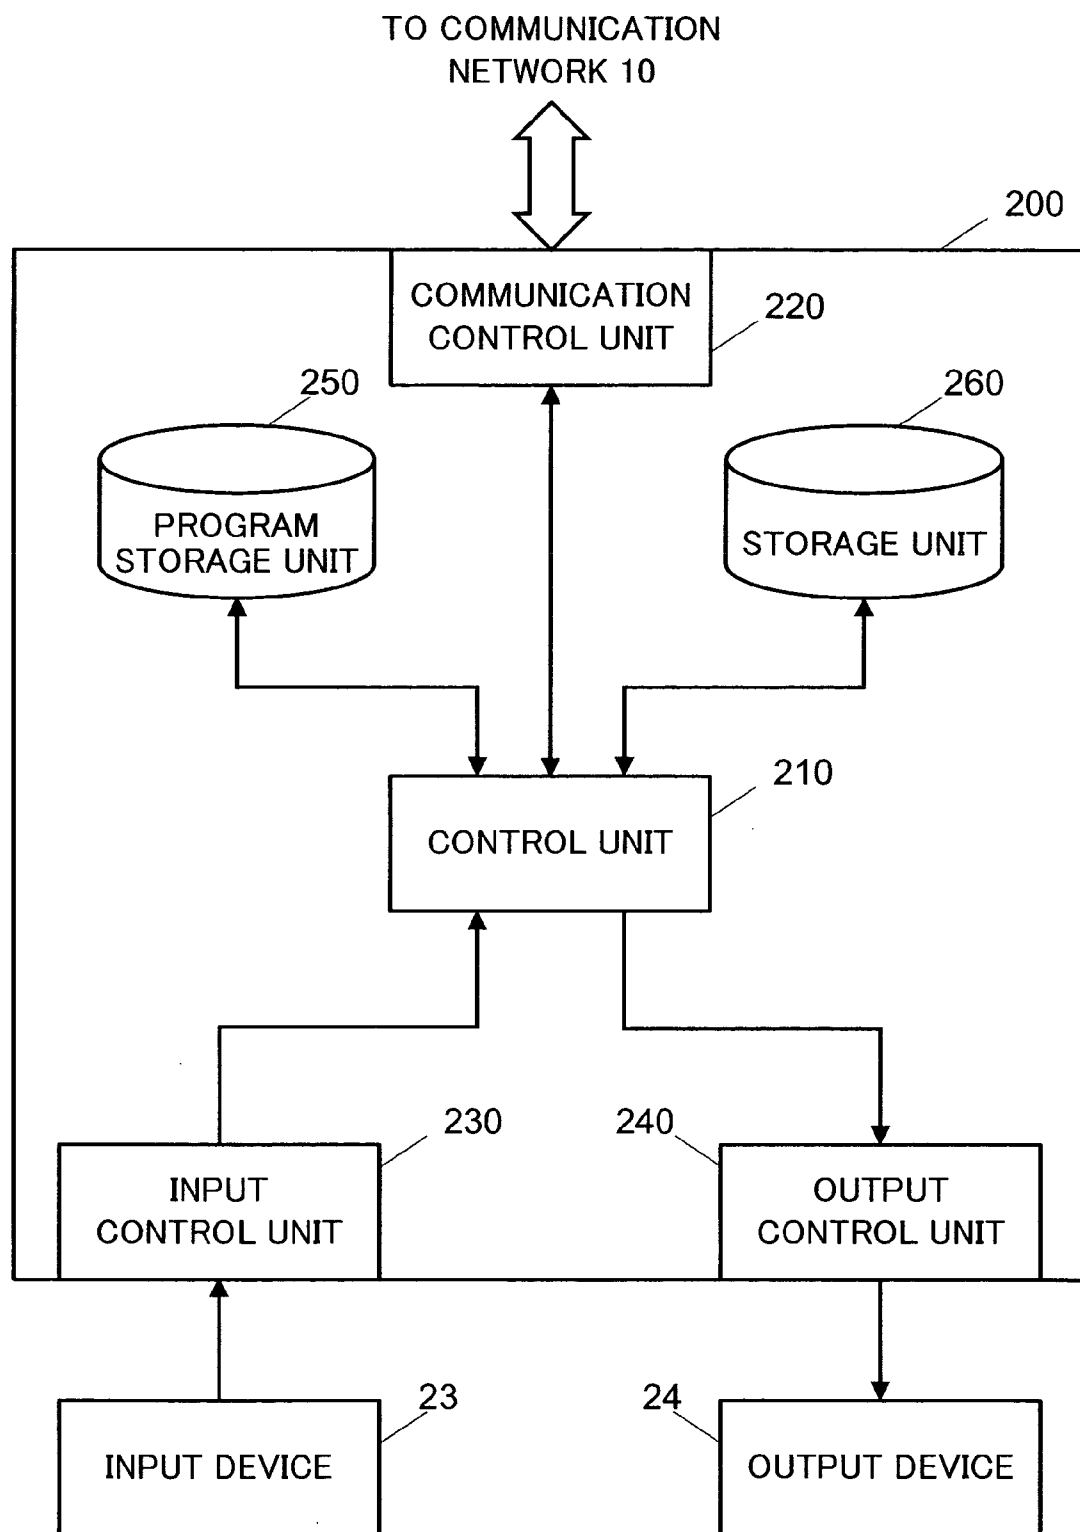 TO COMMUNICATION
NETWORK 10
200
COMMUNICATION
CONTROL UNIT
220
250
260
PROGRAM
STORAGE UNIT
STORAGE UNIT
210
CONTROL UNIT
230
240
INPUT
CONTROL UNIT
OUTPUT
CONTROL UNIT
23
24
INPUT DEVICE
OUTPUT DEVICE